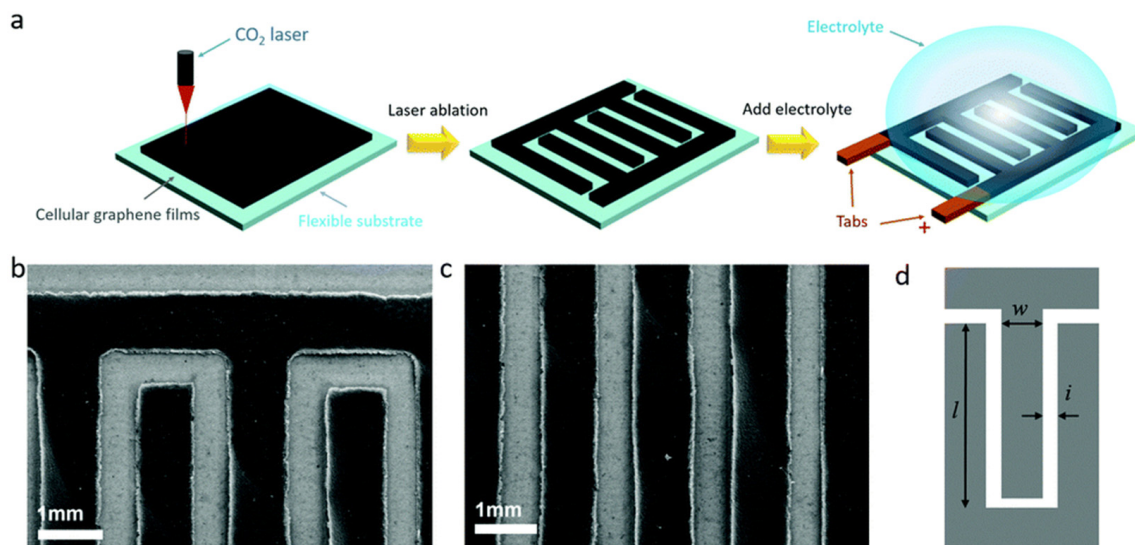 a
CO₂ laser
Electrolyte
Laser ablation
Add electrolyte
Cellular graphene films
Flexible substrate
Tabs
+
b
c
d
w
l
i
1mm
1mm